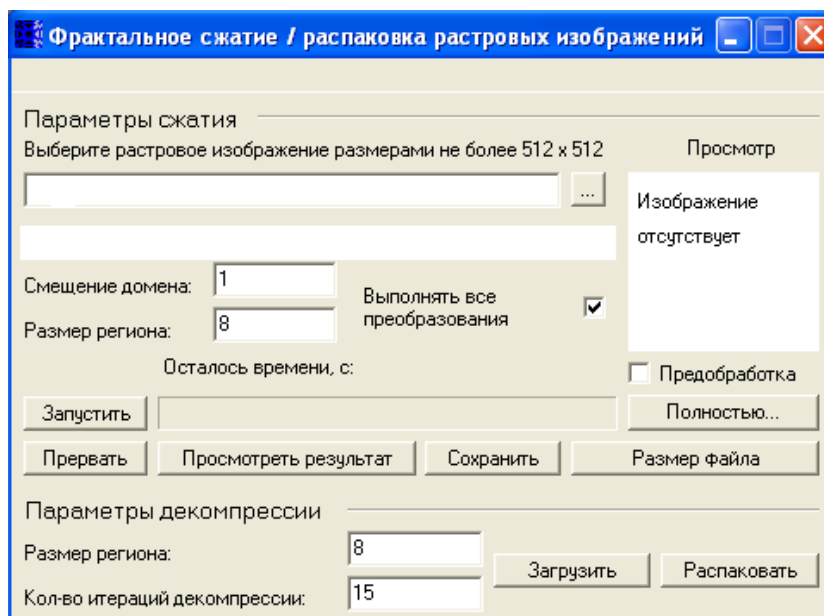 Фрактальное сжатие / распаковка растровых изображений
Параметры сжатия
Выберите растровое изображение размерами не более 512 x 512
Просмотр
...
Изображение
отсутствует
Смещение домена:
1
Выполнять все
преобразования
Размер региона:
8
Осталось времени, с:
Предобработка
Запустить
Полностью...
Прервать
Просмотреть результат
Сохранить
Размер файла
Параметры декомпрессии
Размер региона:
8
Загрузить
Распаковать
Кол-во итераций декомпрессии:
15